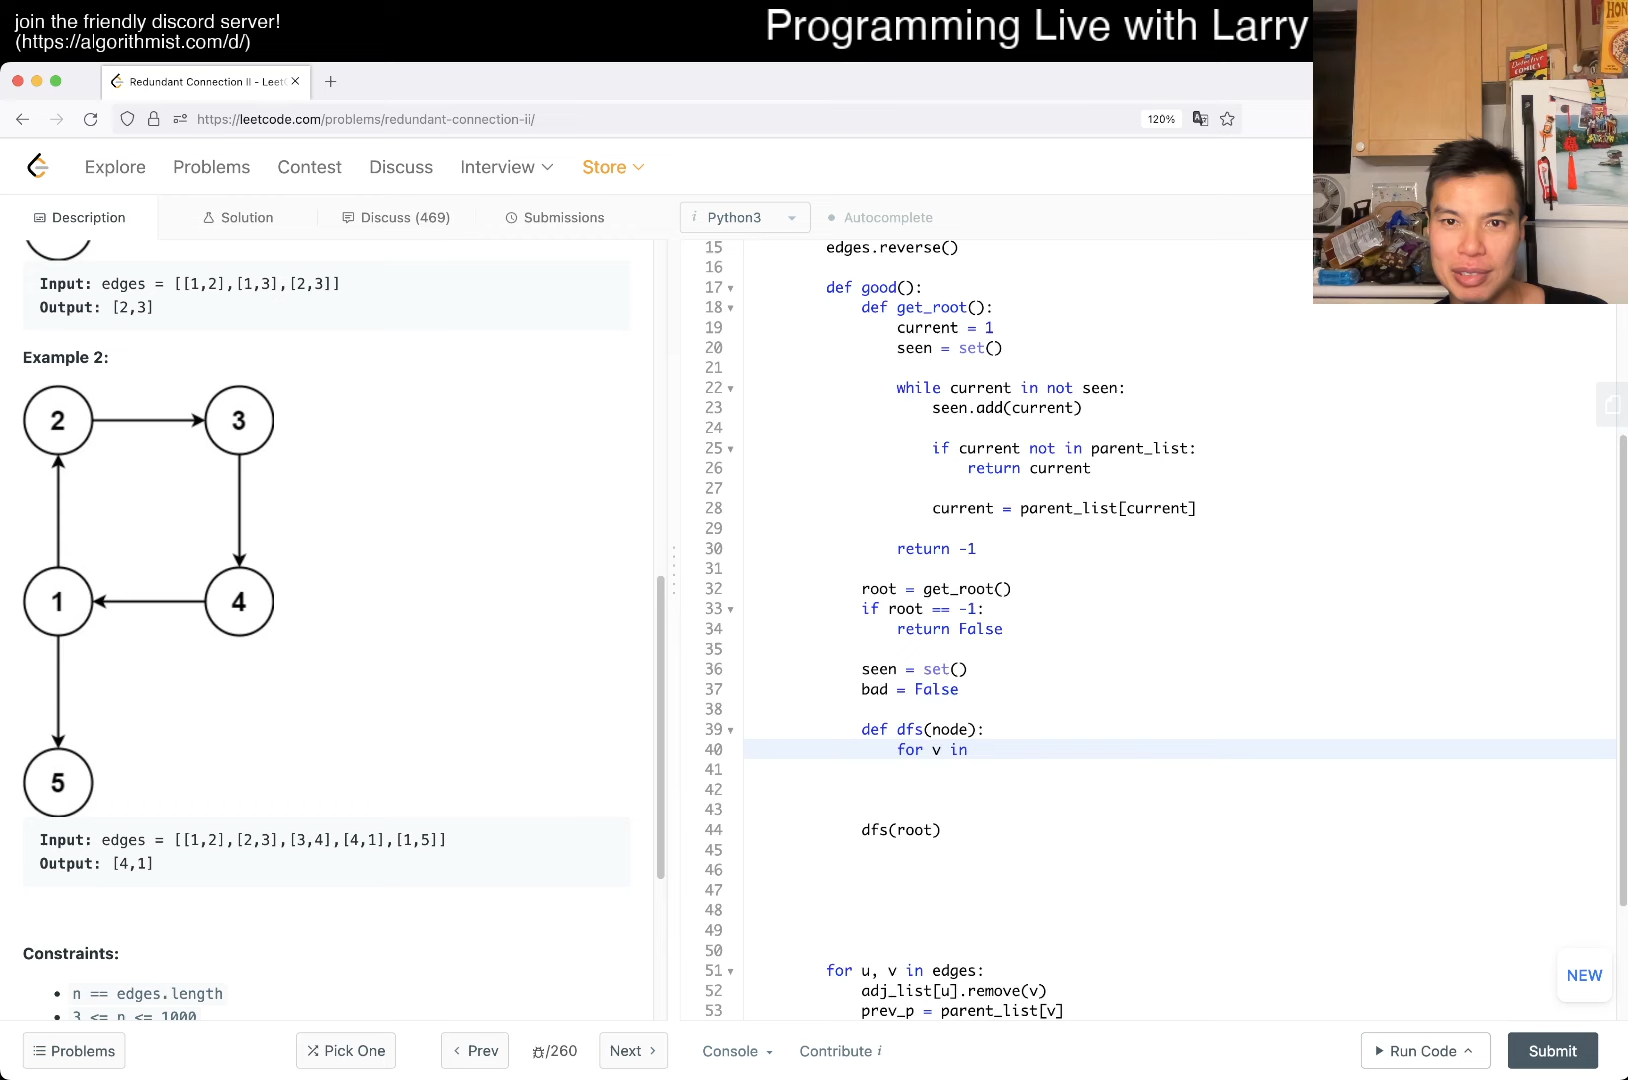 join the friendly discord server!
(https://algorithmist.com/d/)
Programming Live with Larry
Redundant Connection II - Leet
https://leetcode.com/problems/redundant-connection-ii/
120%
Explore
Problems
Contest
Discuss
Interview
Store
Description
Solution
Discuss (469)
Submissions
i Python3
Autocomplete
Input: edges = [[1,2],[1,3],[2,3]]
Output: [2,3]
Example 2:
2
3
1
4
5
Input: edges = [[1,2],[2,3],[3,4],[4,1],[1,5]]
Output: [4,1]
Constraints:
• n == edges.length
• 3 <= n <= 1000
15 edges.reverse()
16
17 def good():
18 def get_root():
19 current = 1
20 seen = set()
21
22 while current in not seen:
23 seen.add(current)
24
25 if current not in parent_list:
26 return current
27
28 current = parent_list[current]
29
30 return -1
31
32 root = get_root()
33 if root == -1:
34 return False
35
36 seen = set()
37 bad = False
38
39 def dfs(node):
40 for v in
41
42
43
44 dfs(root)
45
46
47
48
49
50
51 for u, v in edges:
52 adj_list[u].remove(v)
53 prev_p = parent_list[v]
NEW
Problems
Pick One
Prev
/260
Next
Console
Contribute i
Run Code
Submit